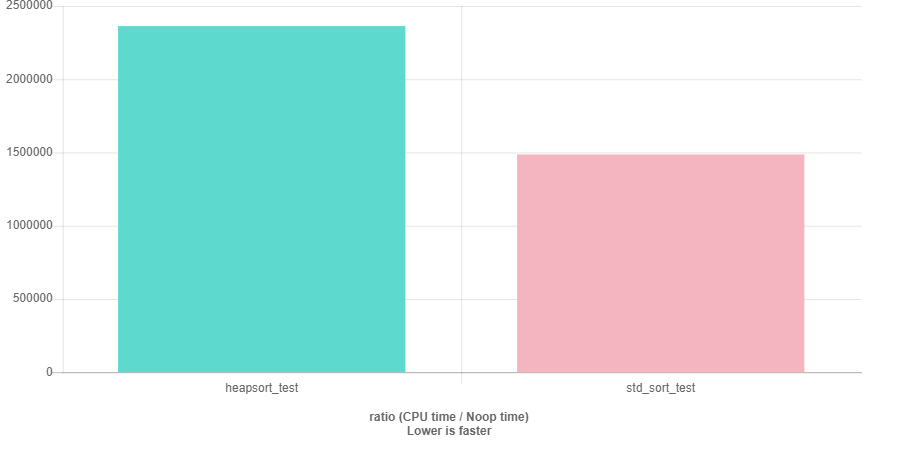 2500000
2000000
1500000
1000000
500000
0
heapsort_test
std_sort_test
ratio (CPU time / Noop time)
Lower is faster